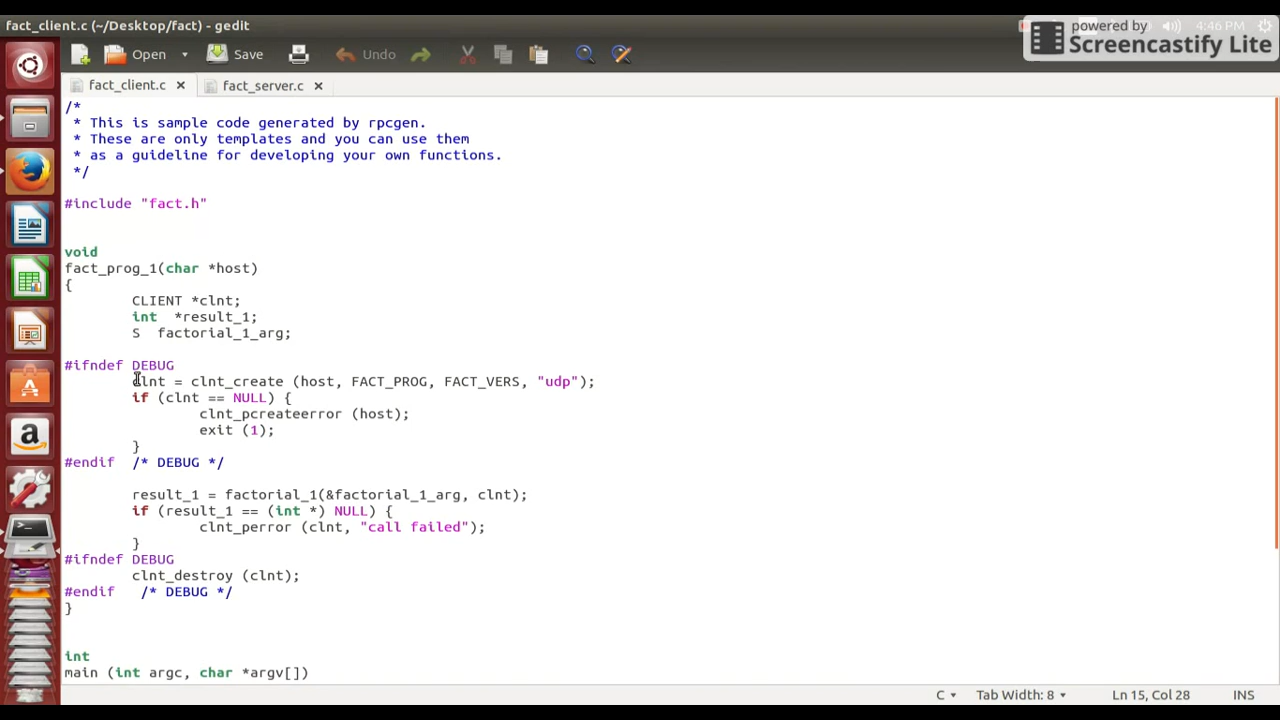 fact_client.c (~/Desktop/fact) - gedit
4:46 PM
powered by
Screencastify Lite
Open
Save
Undo
fact_client.c
fact_server.c
/*
 * This is sample code generated by rpcgen.
 * These are only templates and you can use them
 * as a guideline for developing your own functions.
 */
#include "fact.h"
void
fact_prog_1(char *host)
{
CLIENT *clnt;
int  *result_1;
S  factorial_1_arg;
#ifndef DEBUG
clnt = clnt_create (host, FACT_PROG, FACT_VERS, "udp");
if (clnt == NULL) {
clnt_pcreateerror (host);
exit (1);
}
#endif  /* DEBUG */
result_1 = factorial_1(&factorial_1_arg, clnt);
if (result_1 == (int *) NULL) {
clnt_perror (clnt, "call failed");
}
#ifndef DEBUG
clnt_destroy (clnt);
#endif   /* DEBUG */
}
int
main (int argc, char *argv[])
C
Tab Width: 8
Ln 15, Col 28
INS